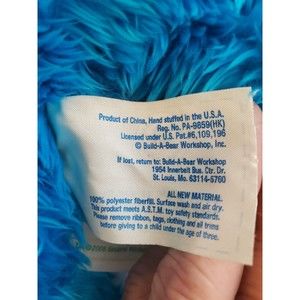 Product of China, Hand stuffed in the U.S.A.
Reg. No. PA-9859(HK)
Licensed under U.S. Pat.#6,109,196
© Build-A-Bear Workshop, Inc.
If lost, return to: Build-A-Bear Workshop
1954 Innerbelt Bus. Ctr. Dr.
St. Louis, Mo. 63114-5760
ALL NEW MATERIAL.
100% polyester fiberfill. Surface wash and air dry.
This product meets A.S.T.M. toy safety standards.
Please remove ribbon, tags, clothing and all trims
before giving to a child under the age of three.
© 2006